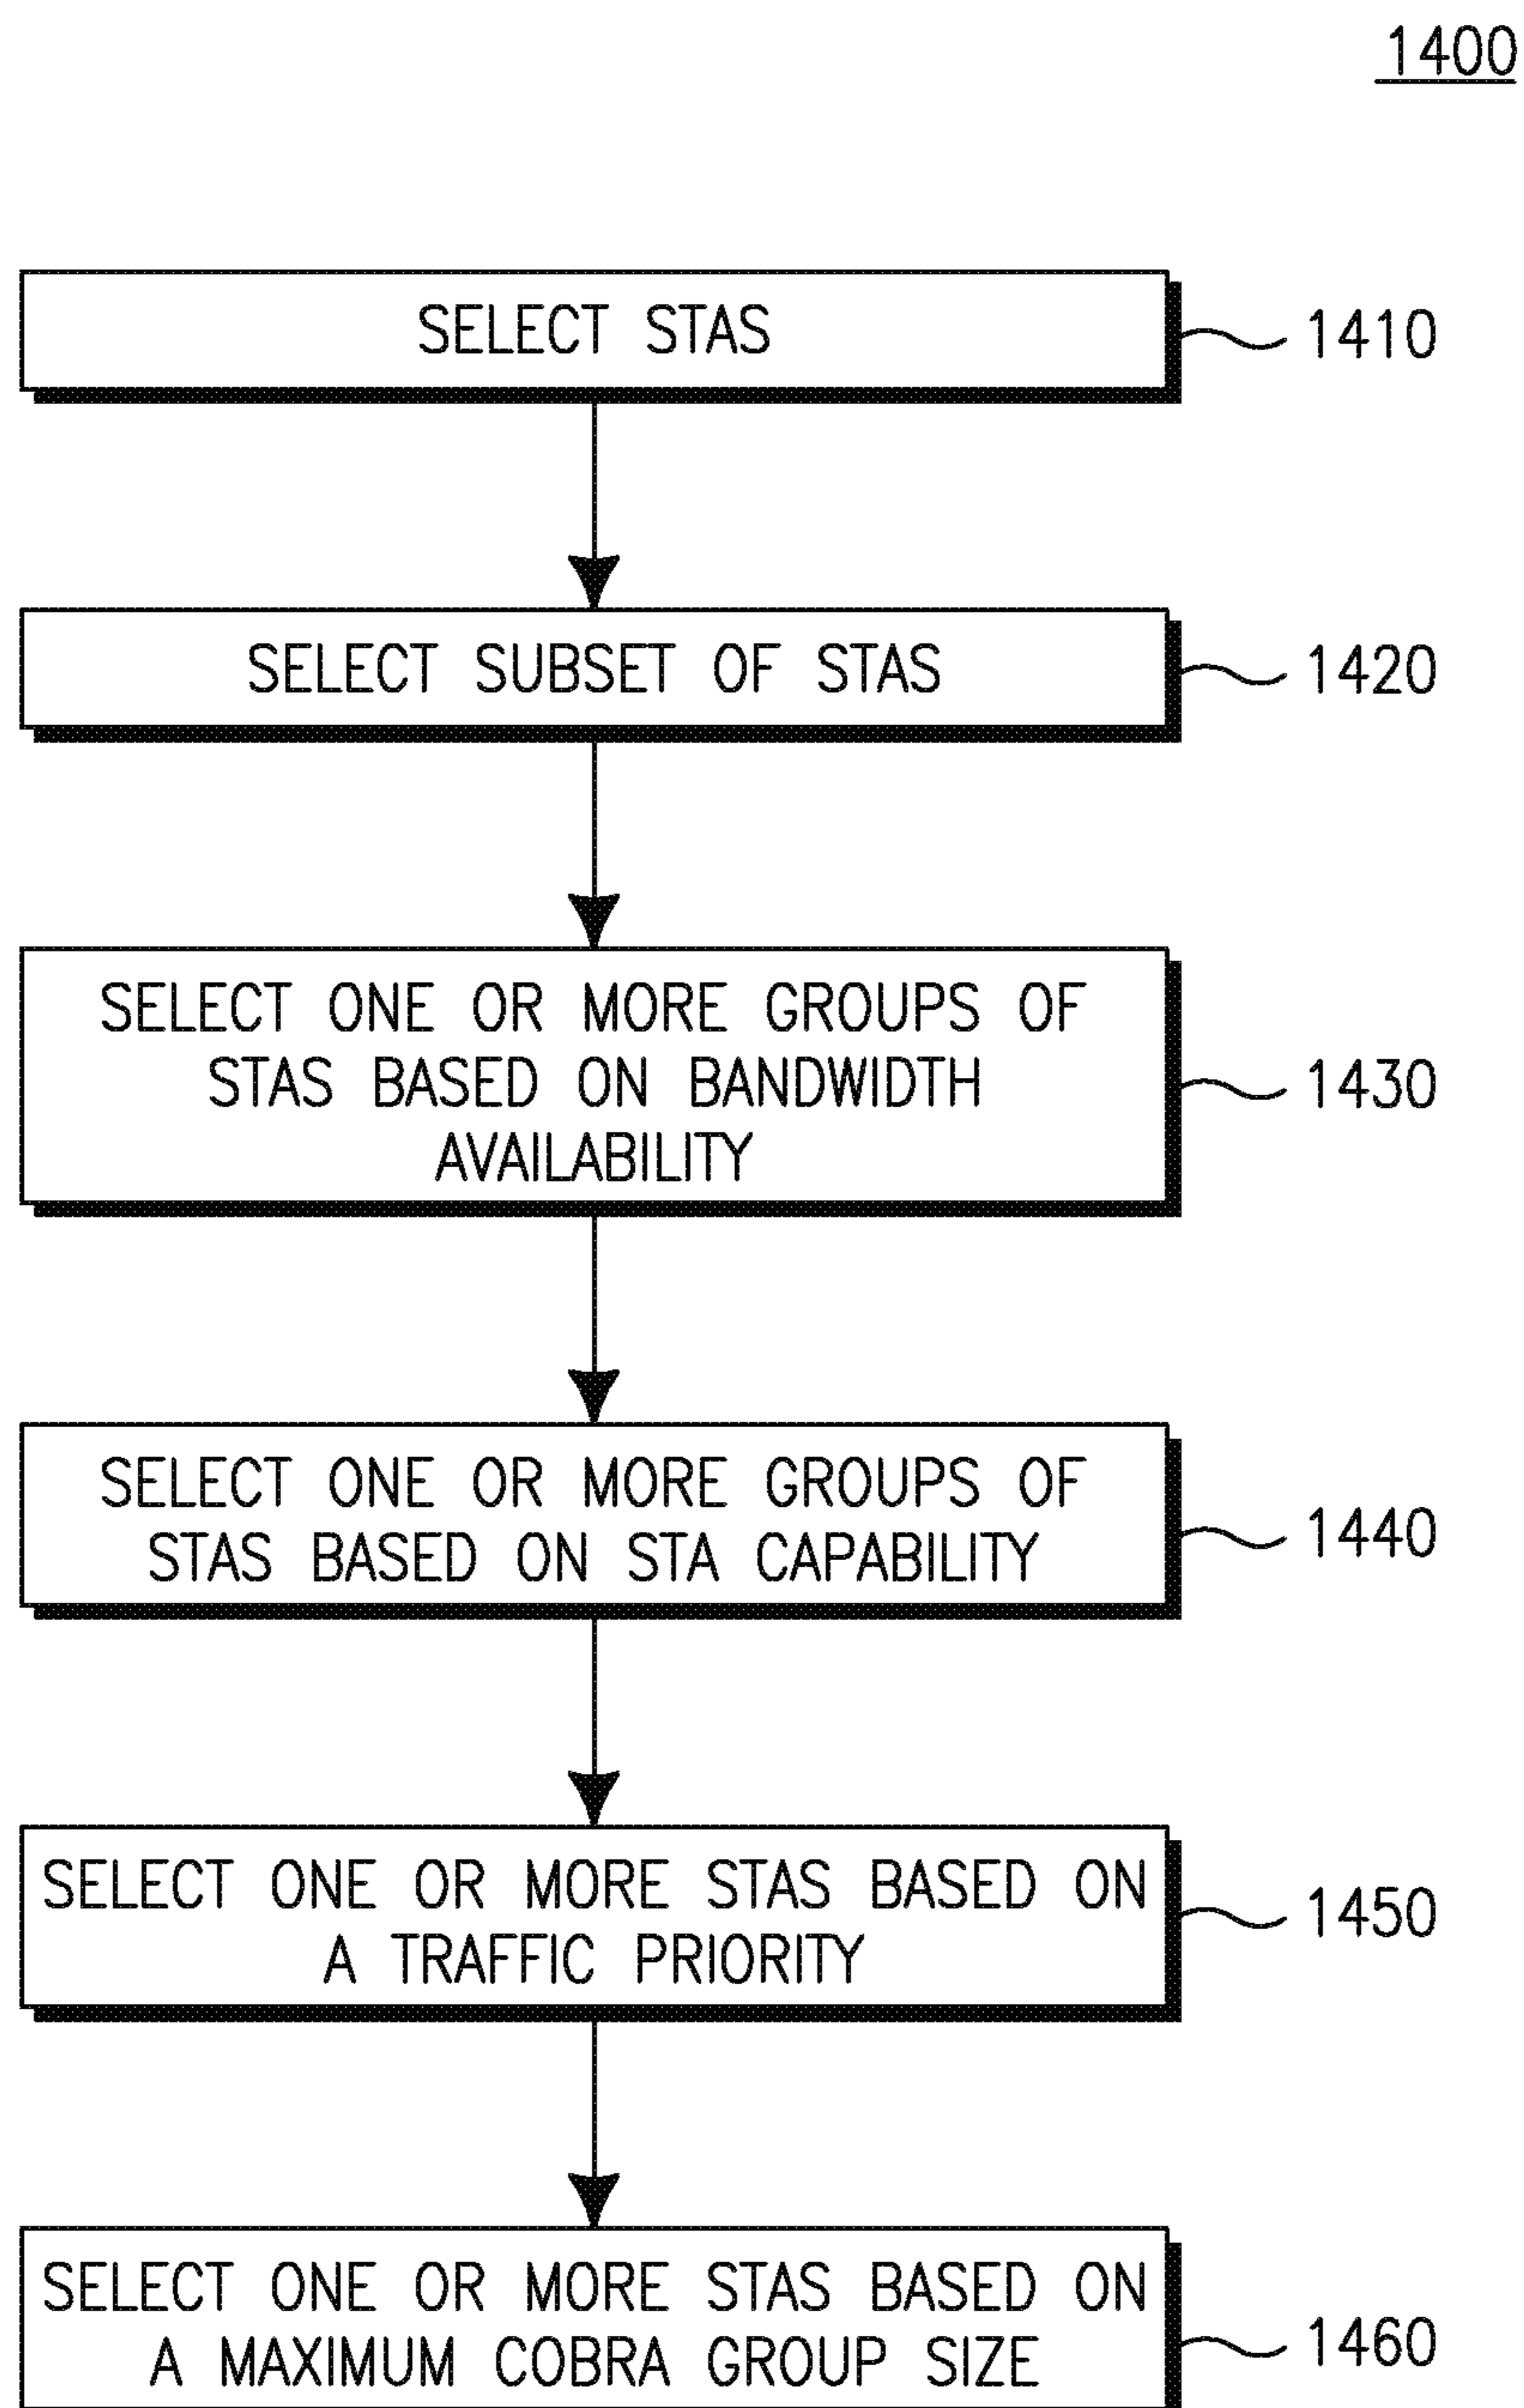 1400
SELECT STAS
1410
SELECT SUBSET OF STAS
1420
SELECT ONE OR MORE GROUPS OF
STAS BASED ON BANDWIDTH
AVAILABILITY
1430
SELECT ONE OR MORE GROUPS OF
STAS BASED ON STA CAPABILITY
1440
SELECT ONE OR MORE STAS BASED ON
A TRAFFIC PRIORITY
1450
SELECT ONE OR MORE STAS BASED ON
A MAXIMUM COBRA GROUP SIZE
1460